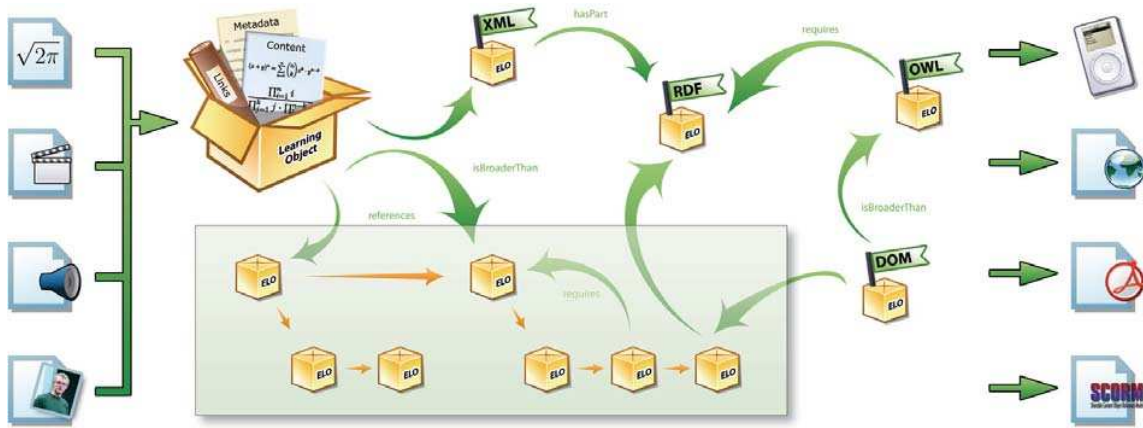 √2π
Metadata
Content
Links
Learning
Object
XML
ELO
hasPart
RDF
ELO
requires
OWL
ELO
isBroaderThan
references
isBroaderThan
DOM
ELO
ELO
ELO
requires
ELO
ELO
ELO
ELO
ELO
SCORM